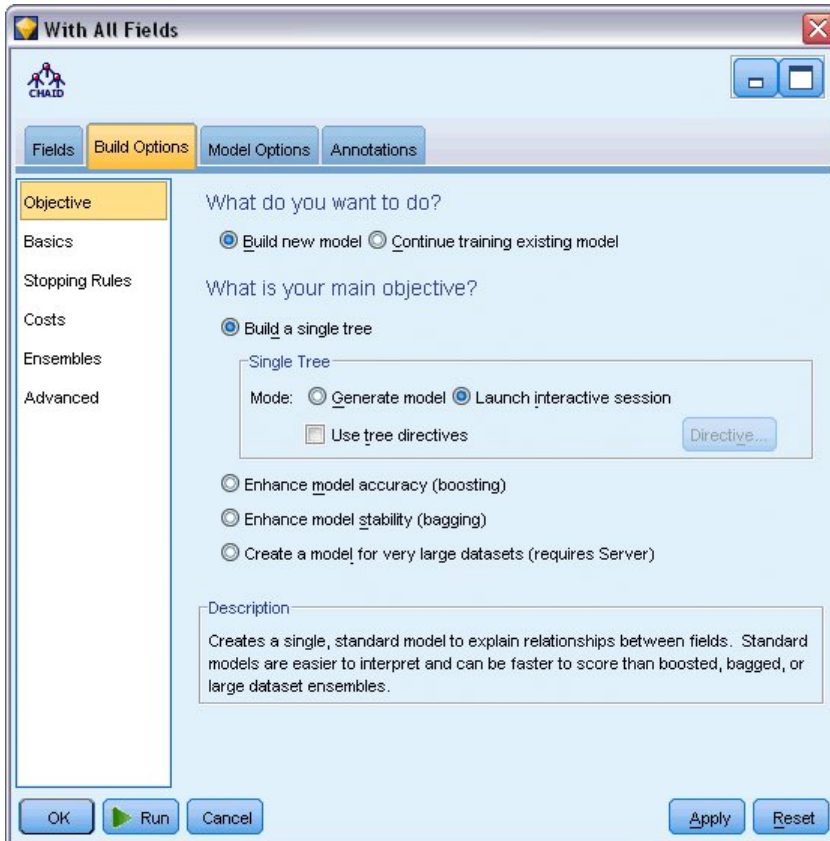 With All Fields
CHAID
Fields Build Options Model Options Annotations
Objective
Basics
Stopping Rules
Costs
Ensembles
Advanced
What do you want to do?
Build new model Continue training existing model
What is your main objective?
Build a single tree
Single Tree
Mode: Generate model Launch interactive session
Use tree directives Directive...
Enhance model accuracy (boosting)
Enhance model stability (bagging)
Create a model for very large datasets (requires Server)
Description
Creates a single, standard model to explain relationships between fields. Standard
models are easier to interpret and can be faster to score than boosted, bagged, or
large dataset ensembles.
OK Run Cancel Apply Reset